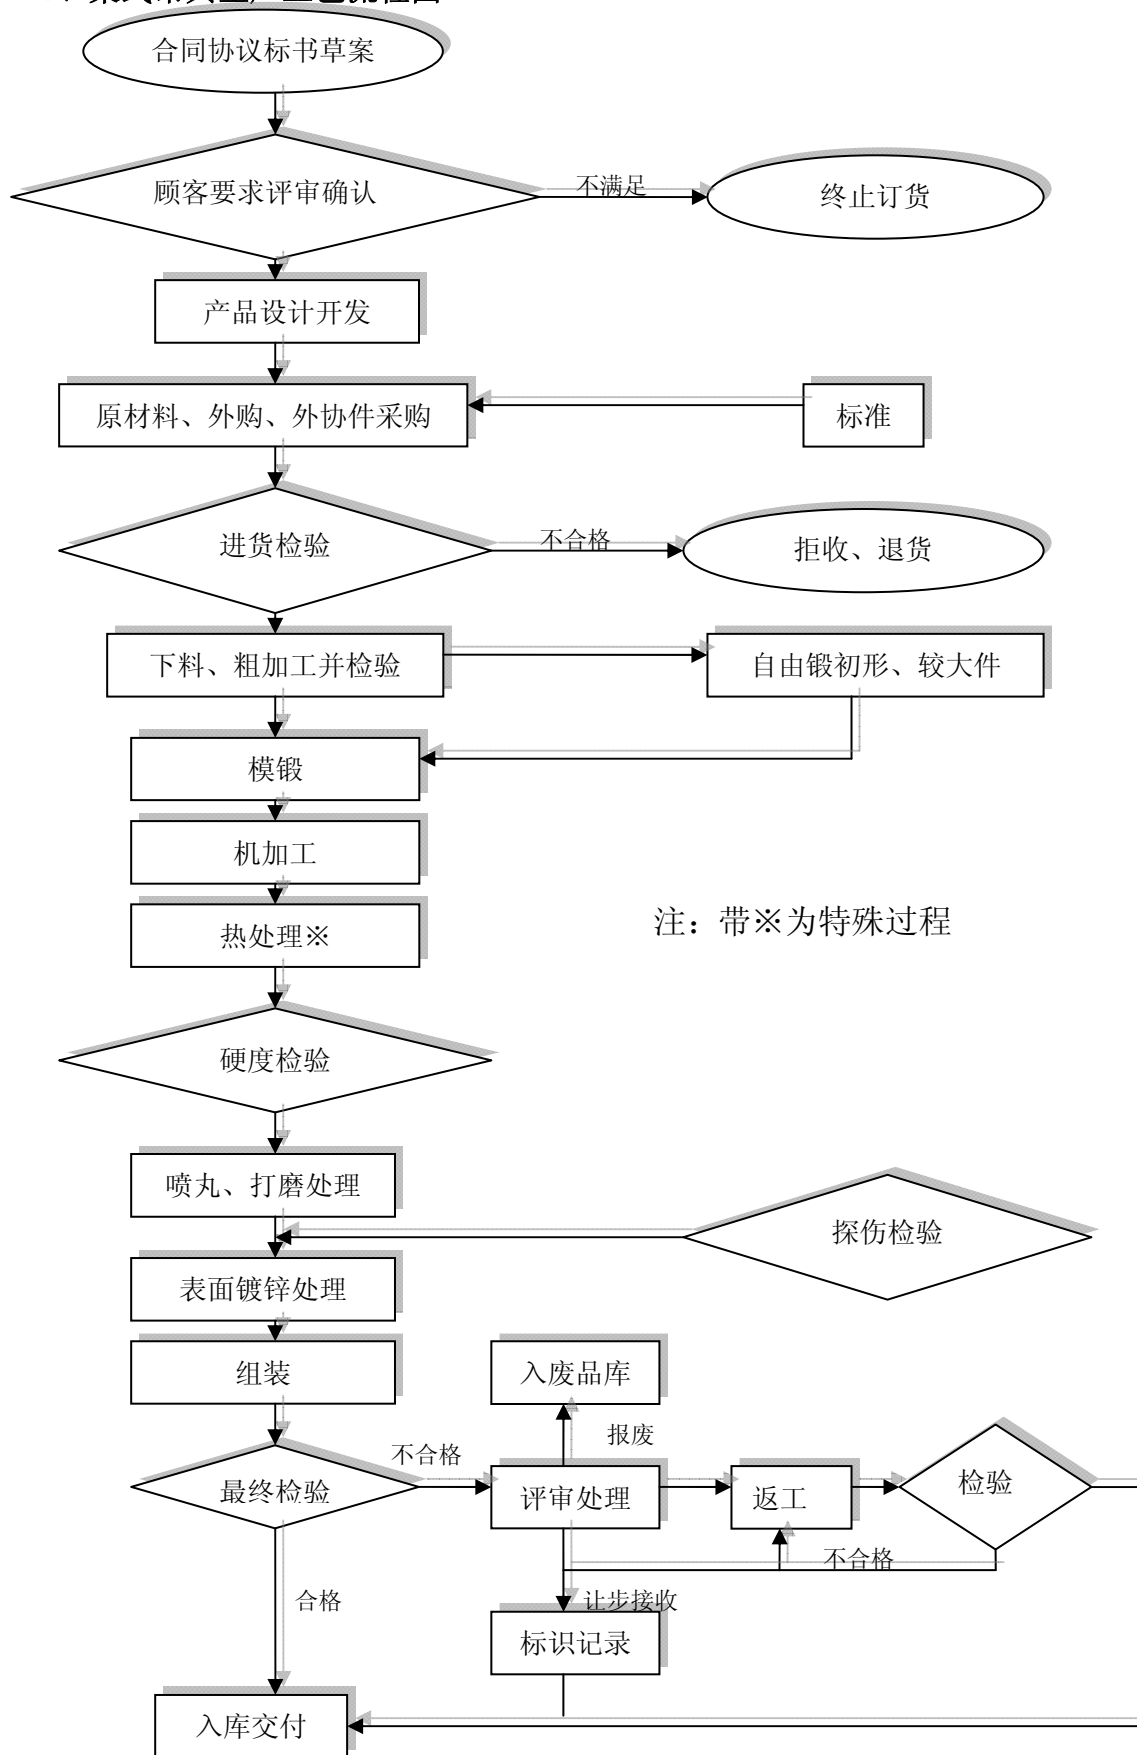 合同协议标书草案
顾客要求评审确认
不满足
终止订货
产品设计开发
原材料、外购、外协件采购
标准
进货检验
不合格
拒收、退货
下料、粗加工并检验
自由锻初形、较大件
模锻
机加工
热处理※
注：带※为特殊过程
硬度检验
喷丸、打磨处理
探伤检验
表面镀锌处理
组装
入废品库
报废
不合格
最终检验
评审处理
返工
检验
不合格
合格
让步接收
标识记录
入库交付